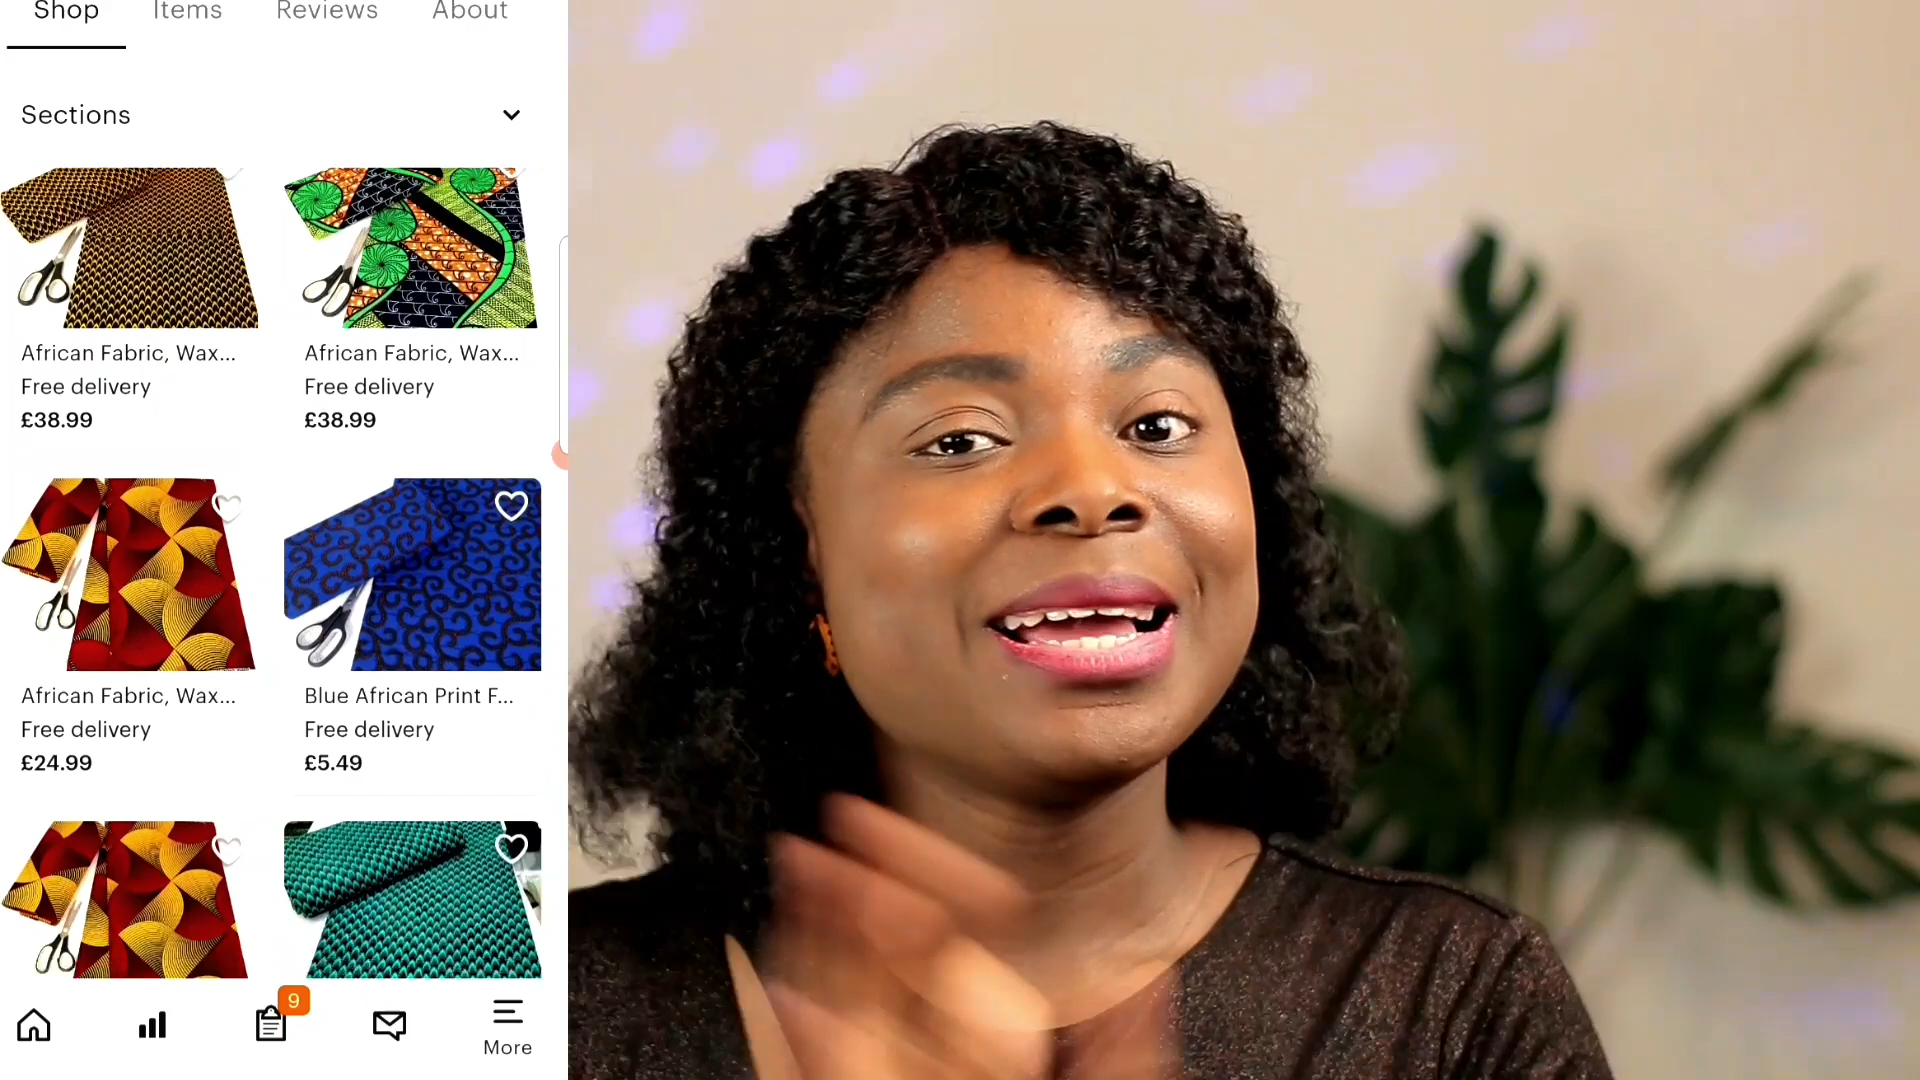 Shop Items Reviews About
Sections
African Fabric, Wax...
Free delivery
£38.99
African Fabric, Wax...
Free delivery
£38.99
African Fabric, Wax...
Free delivery
£24.99
Blue African Print F...
Free delivery
£5.49
9
More